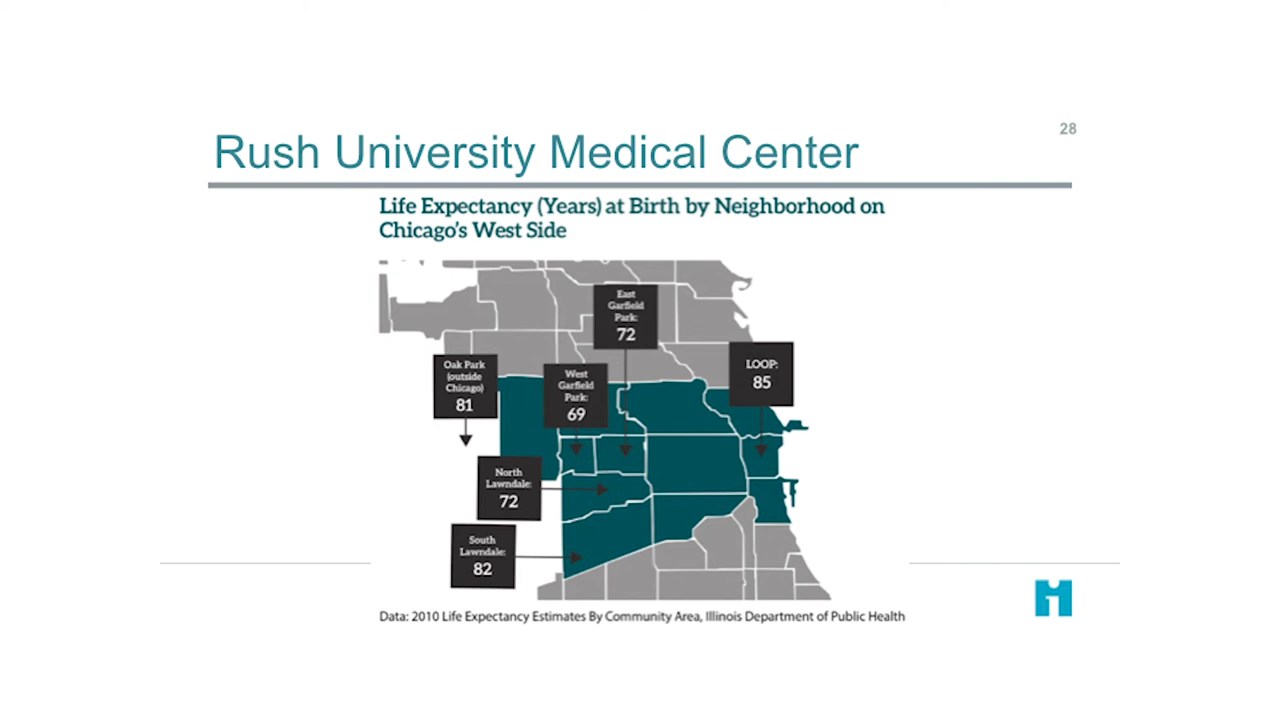 28
Rush University Medical Center
Life Expectancy (Years) at Birth by Neighborhood on
Chicago's West Side
East
Garfield
Park:
72
LOOP:
85
Oak Park
(outside
Chicago)
81
West
Garfield
Park:
69
North
Lawndale:
72
South
Lawndale:
82
Data: 2010 Life Expectancy Estimates By Community Area, Illinois Department of Public Health